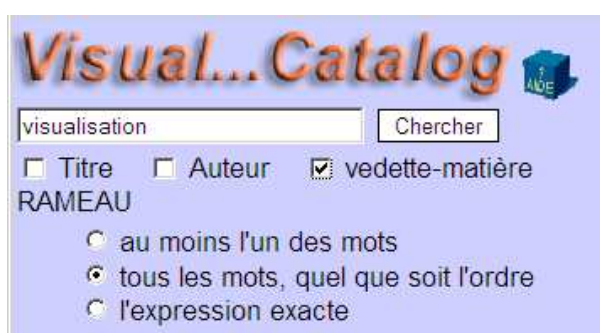 Visual...Catalog
? AIDE
visualisation Chercher
Titre Auteur vedette-matière
RAMEAU
au moins l'un des mots
tous les mots, quel que soit l'ordre
l'expression exacte